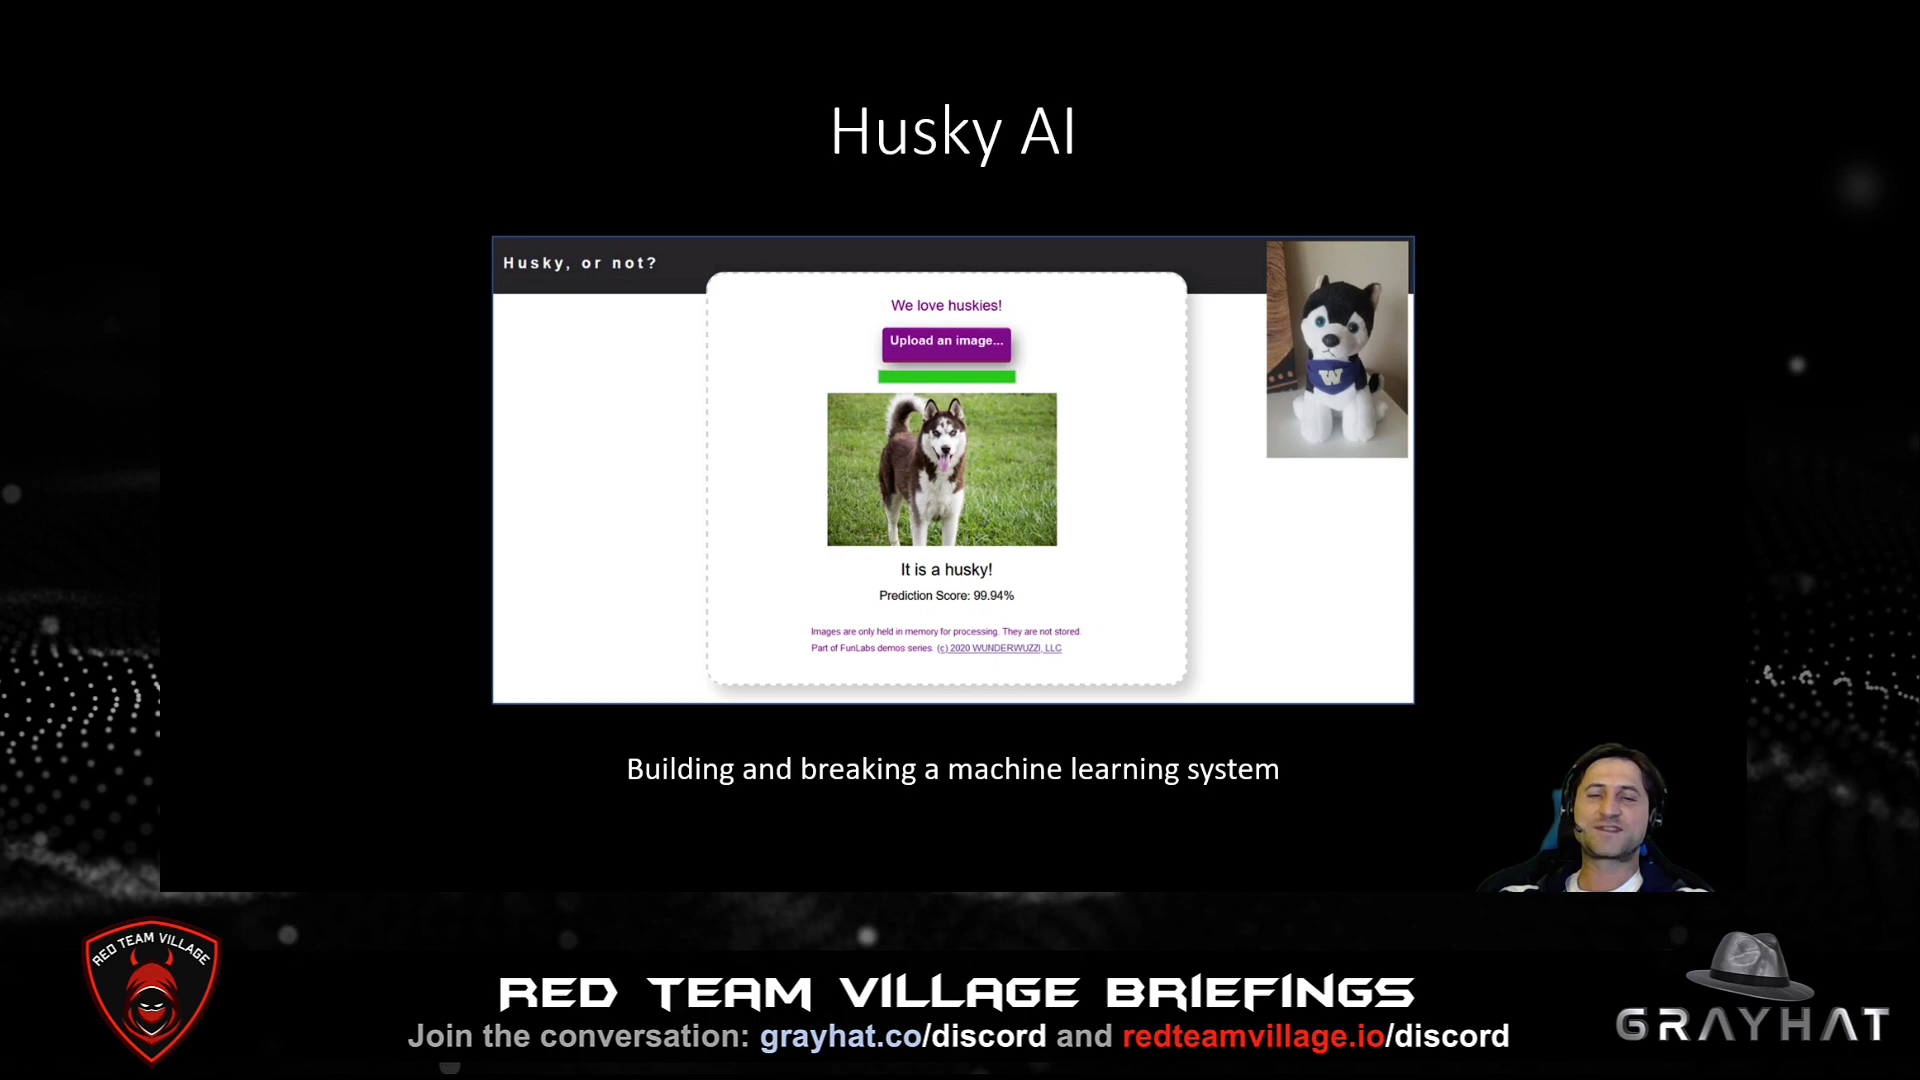 Husky AI
Husky, or not?
We love huskies!
Upload an image...
W
It is a husky!
Prediction Score: 99.94%
Images are only held in memory for processing. They are not stored.
Part of FunLabs demos series. (c) 2020 WUNDERWUZZI, LLC
Building and breaking a machine learning system
RED TEAM VILLAGE
RED TEAM VILLAGE BRIEFINGS
Join the conversation: grayhat.co/discord and redteamvillage.io/discord
GRAYHAT